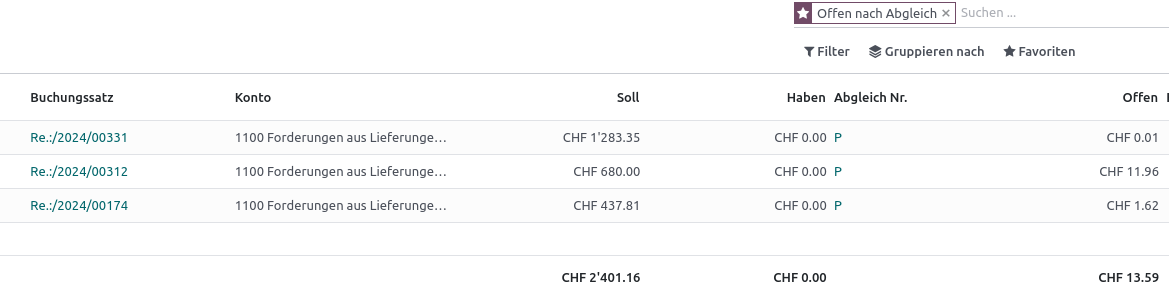 Offen nach Abgleich × Suchen ...
Filter Gruppieren nach Favoriten
Buchungssatz Konto Soll Haben Abgleich Nr. Offen
Re.:/2024/00331 1100 Forderungen aus Lieferunge… CHF 1'283.35 CHF 0.00 P CHF 0.01
Re.:/2024/00312 1100 Forderungen aus Lieferunge… CHF 680.00 CHF 0.00 P CHF 11.96
Re.:/2024/00174 1100 Forderungen aus Lieferunge… CHF 437.81 CHF 0.00 P CHF 1.62
CHF 2'401.16 CHF 0.00 CHF 13.59